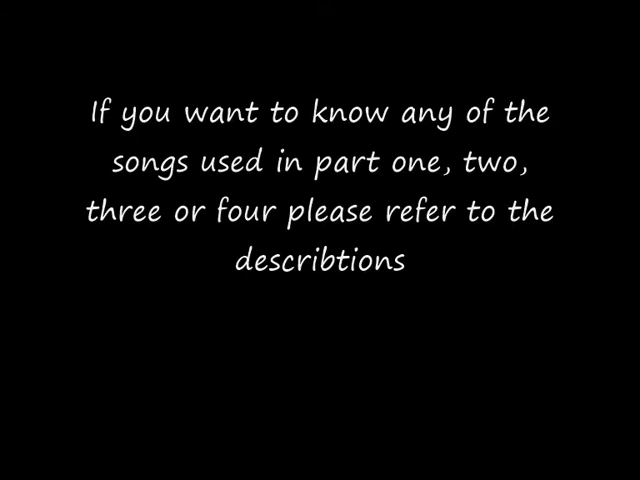 If you want to know any of the
songs used in part one, two,
three or four please refer to the
describtions